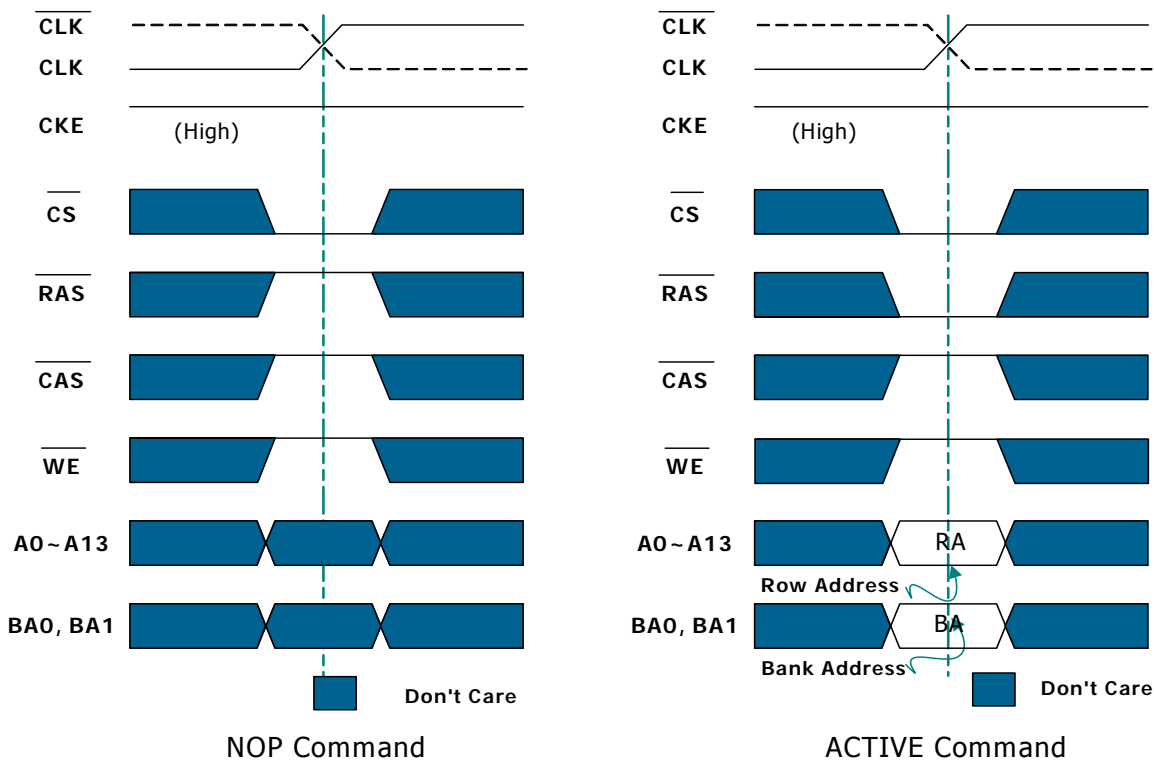 CLK
CLK
CKE
(High)
CS
RAS
CAS
WE
A0~A13
BA0, BA1
Don't Care
NOP Command
CLK
CLK
CKE
(High)
CS
RAS
CAS
WE
A0~A13
RA
Row Address
BA0, BA1
BA
Bank Address
Don't Care
ACTIVE Command